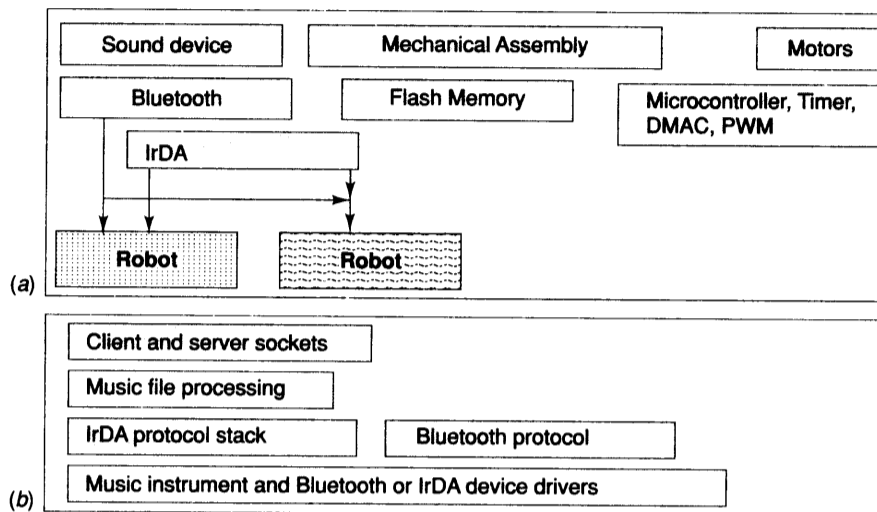 Sound device
Mechanical Assembly
Motors
Bluetooth
Flash Memory
Microcontroller, Timer,
DMAC, PWM
IrDA
Robot
Robot
(a)
Client and server sockets
Music file processing
IrDA protocol stack
Bluetooth protocol
Music instrument and Bluetooth or IrDA device drivers
(b)